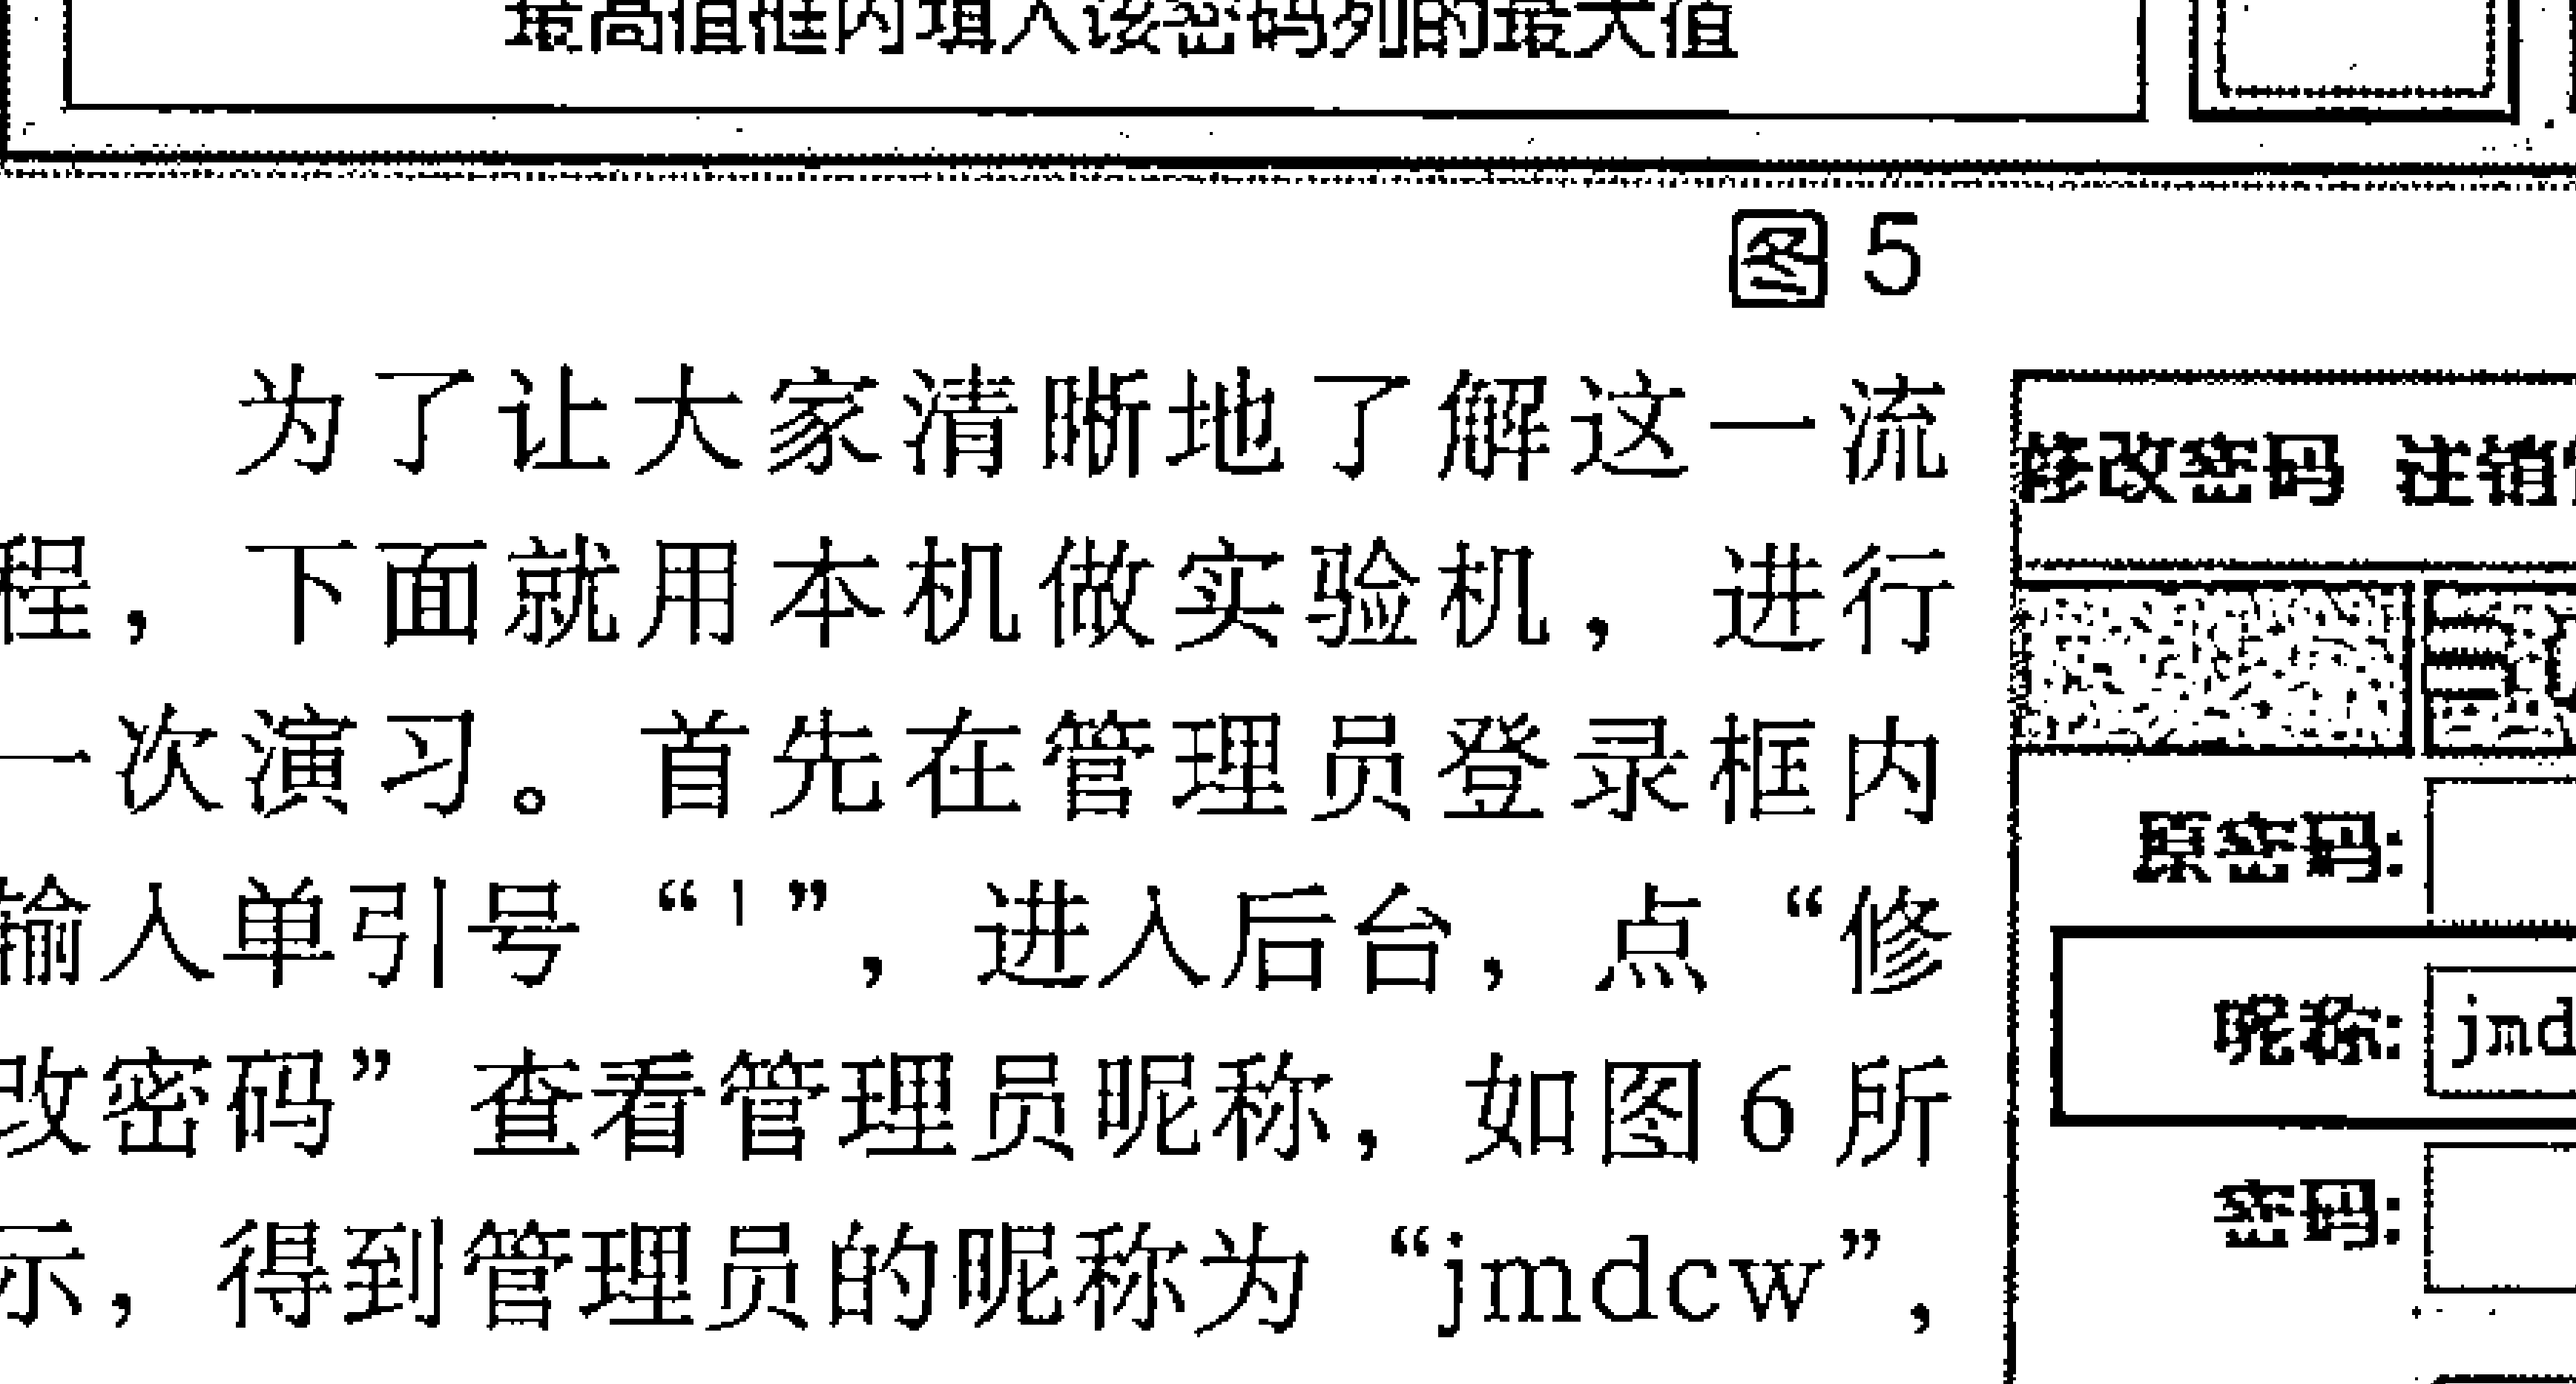 最高值框内填入该密码列的最大值
图 5
为了让大家清晰地了解这一流
程，下面就用本机做实验机，进行
一次演习。首先在管理员登录框内
输入单引号“'”，进入后台，点“修
改密码”查看管理员昵称，如图 6 所
示，得到管理员的昵称为“jmdcw”，
修改密码 注销
原密码:
昵称: jmd
密码: